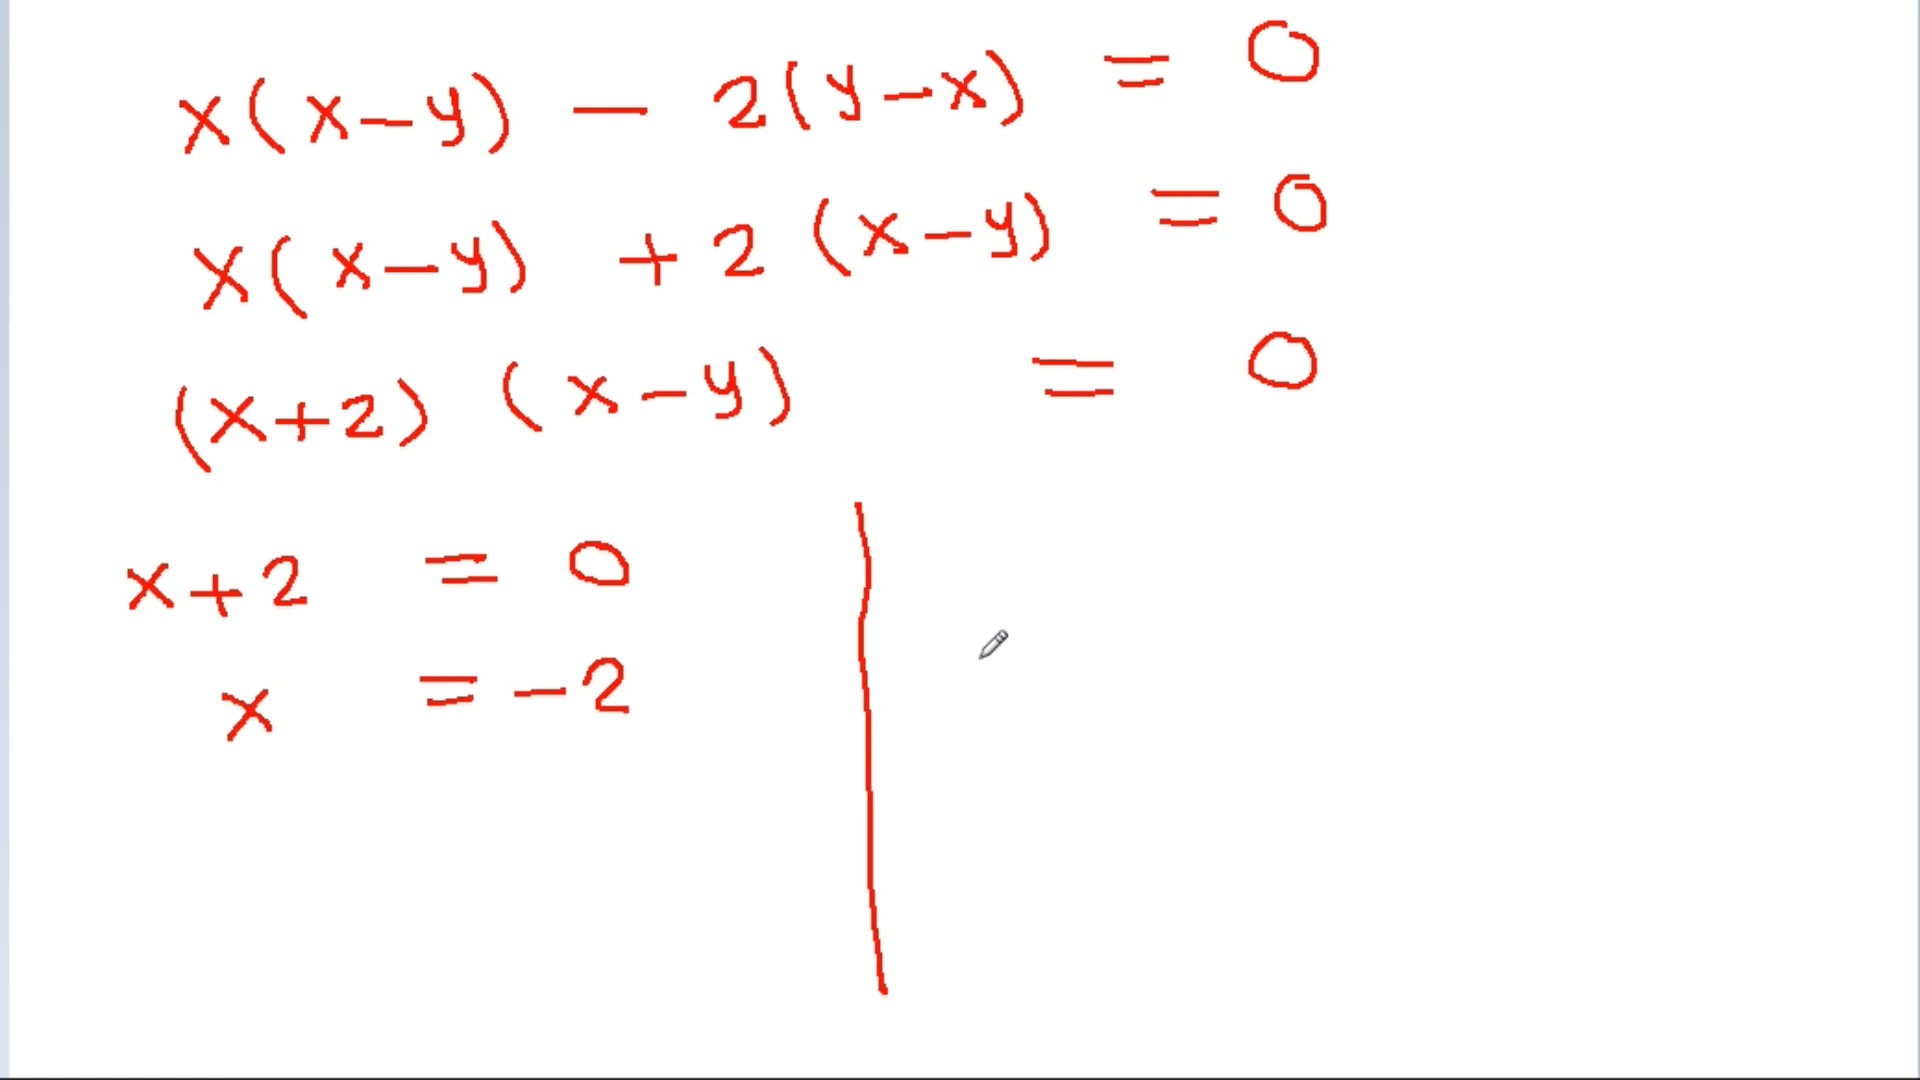 x(x-y) - 2(y-x) = 0
x(x-y) + 2(x-y) = 0
(x+2) (x-y) = 0
x+2 = 0
x = -2